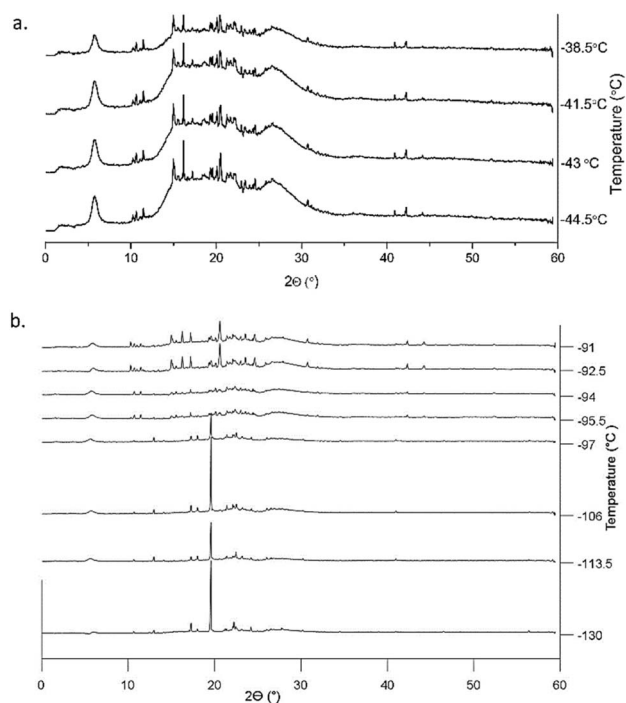 a.
-38.5°C
-41.5°C
-43 °C
-44.5°C
Temperature (°C)
0 10 20 30 40 50 60
2Θ (°)
b.
-91
-92.5
-94
-95.5
-97
-106
-113.5
-130
Temperature (°C)
0 10 20 30 40 50 60
2Θ (°)